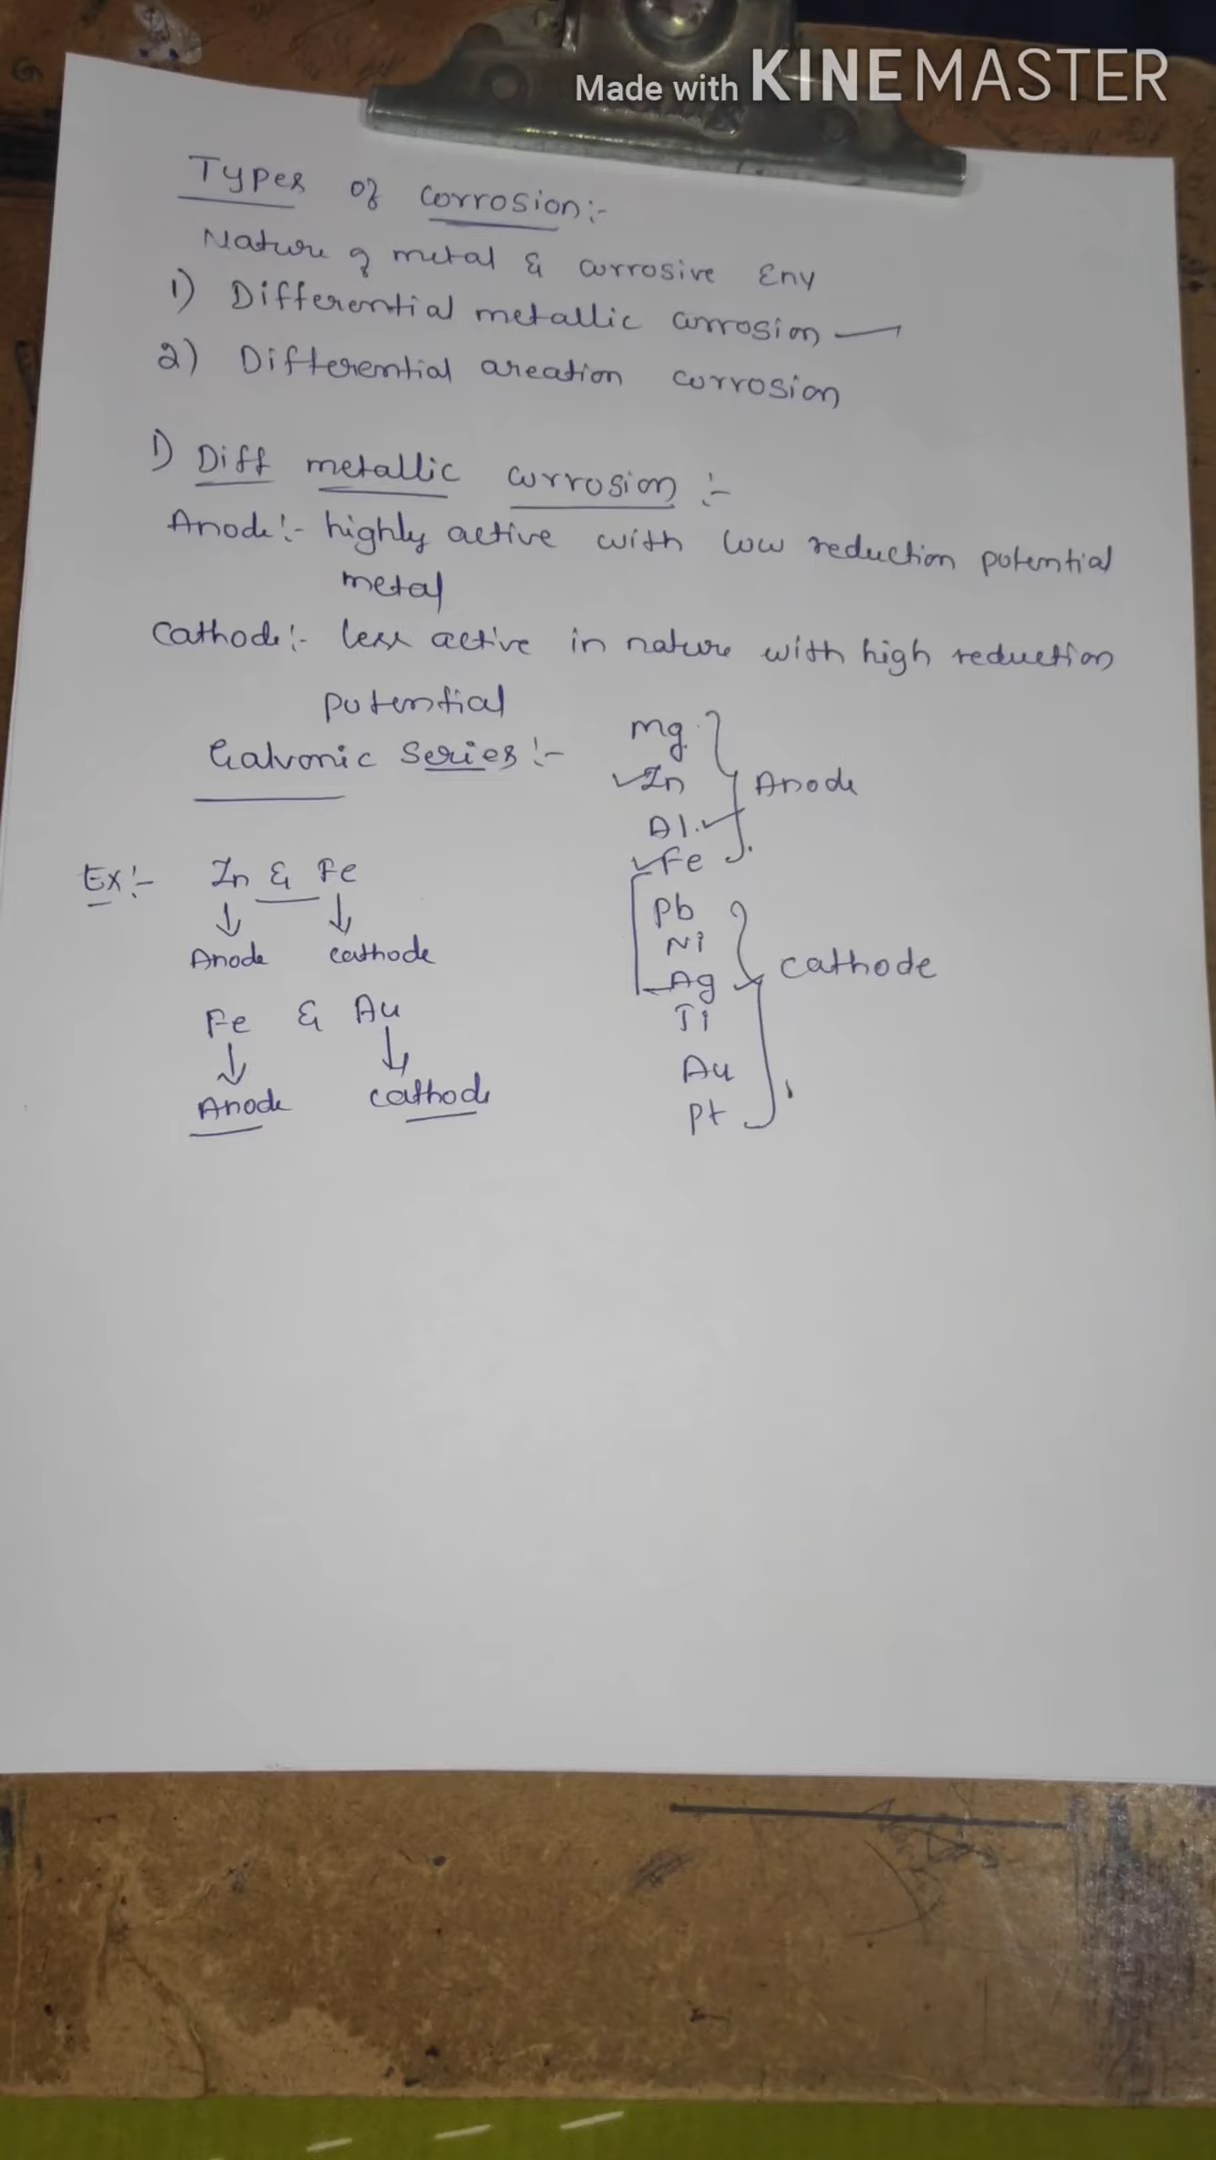 Made with KINEMASTER
Types of corrosion:-
Nature of metal & corrosive Env
1) Differential metallic corrosion
2) Differential areation corrosion
1) Diff metallic corrosion :-
Anode:- highly active with low reduction potential
metal
Cathode:- less active in nature with high reduction
potential
Galvonic Series:-
Mg
Zn
Al
Fe
Anode
Pb
Ni
Ag
Ti
Au
Pt
Cathode
Ex:- Zn & Fe
Anode cathode
Fe & Au
Anode cathode